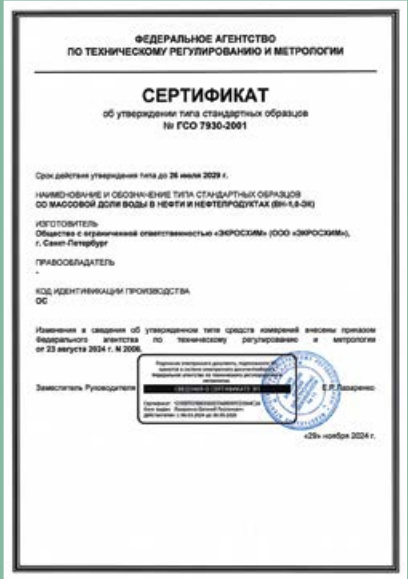 ФЕДЕРАЛЬНОЕ АГЕНТСТВО
ПО ТЕХНИЧЕСКОМУ РЕГУЛИРОВАНИЮ И МЕТРОЛОГИИ
СЕРТИФИКАТ
об утверждении типа стандартных образцов
№ ГСО 7930-2001
Срок действия утверждения типа до 26 июля 2029 г.
НАИМЕНОВАНИЕ И ОБОЗНАЧЕНИЕ ТИПА СТАНДАРТНЫХ ОБРАЗЦОВ
СО МАССОВОЙ ДОЛИ ВОДЫ В НЕФТИ И НЕФТЕПРОДУКТАХ (ВН-1,0-ЭК)
ИЗГОТОВИТЕЛЬ
Общество с ограниченной ответственностью «ЭКРОСХИМ» (ООО «ЭКРОСХИМ»),
г. Санкт-Петербург
ПРАВООБЛАДАТЕЛЬ
-
КОД ИДЕНТИФИКАЦИИ ПРОИЗВОДСТВА
ОС
Изменения в сведения об утвержденном типе средств измерений внесены приказом
Федерального агентства по техническому регулированию и метрологии
от 23 августа 2024 г. N 2006.
СВЕДЕНИЯ О СЕРТИФИКАТЕ ЭП
Заместитель Руководителя
Е.Р.Лазаренко
«29» ноября 2024 г.